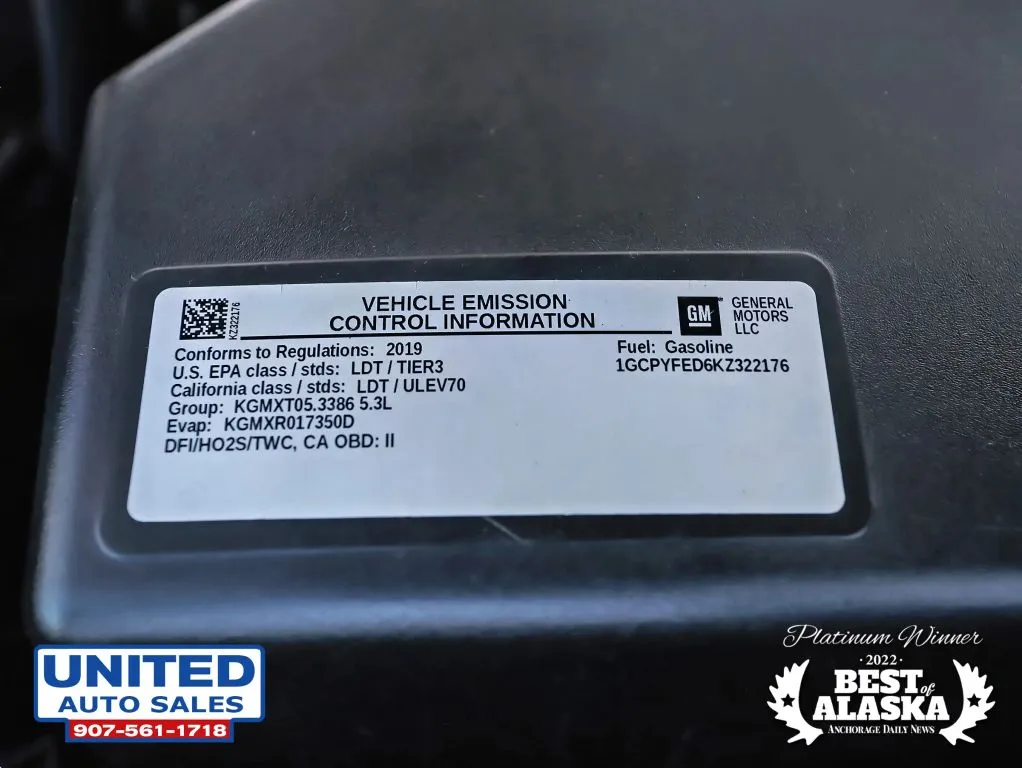 KZ322176
VEHICLE EMISSION
CONTROL INFORMATION
GM
GENERAL
MOTORS
LLC
Conforms to Regulations: 2019
U.S. EPA class / stds: LDT / TIER3
California class / stds: LDT / ULEV70
Group: KGMXT05.3386 5.3L
Evap: KGMXR017350D
DFI/HO2S/TWC, CA OBD: II
Fuel: Gasoline
1GCPYFED6KZ322176
UNITED
AUTO SALES
907-561-1718
Platinum Winner
·2022·
BEST of
ALASKA
ANCHORAGE DAILY NEWS